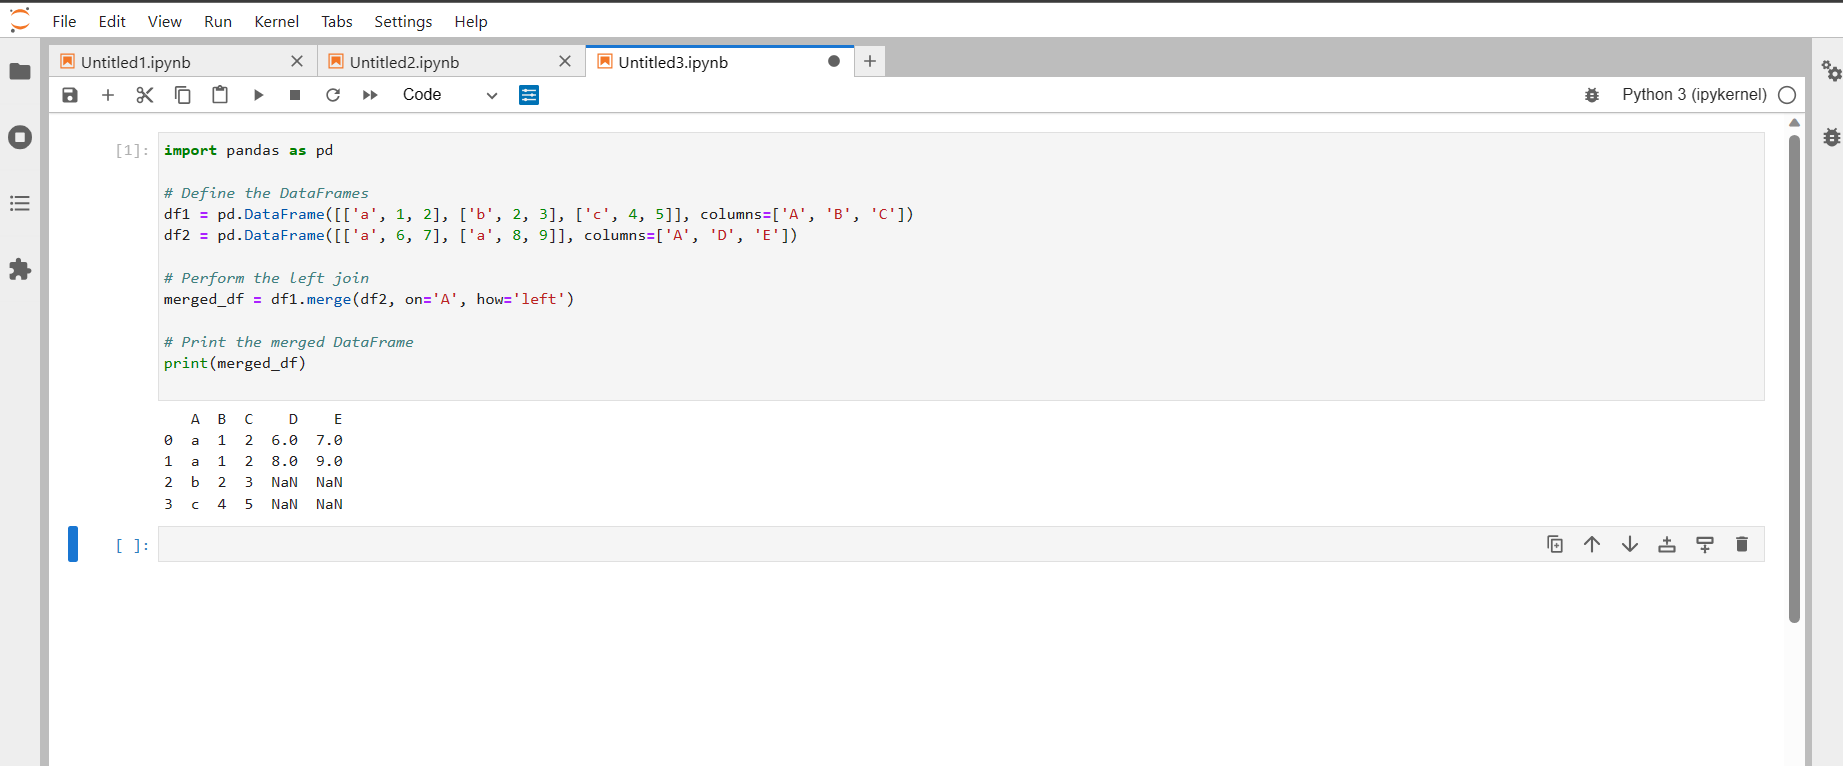 File Edit View Run Kernel Tabs Settings Help
Untitled1.ipynb Untitled2.ipynb Untitled3.ipynb
Code Python 3 (ipykernel)
[1]: import pandas as pd
# Define the DataFrames
df1 = pd.DataFrame([['a', 1, 2], ['b', 2, 3], ['c', 4, 5]], columns=['A', 'B', 'C'])
df2 = pd.DataFrame([['a', 6, 7], ['a', 8, 9]], columns=['A', 'D', 'E'])
# Perform the left join
merged_df = df1.merge(df2, on='A', how='left')
# Print the merged DataFrame
print(merged_df)
A B C D E
0 a 1 2 6.0 7.0
1 a 1 2 8.0 9.0
2 b 2 3 NaN NaN
3 c 4 5 NaN NaN
[ ]: